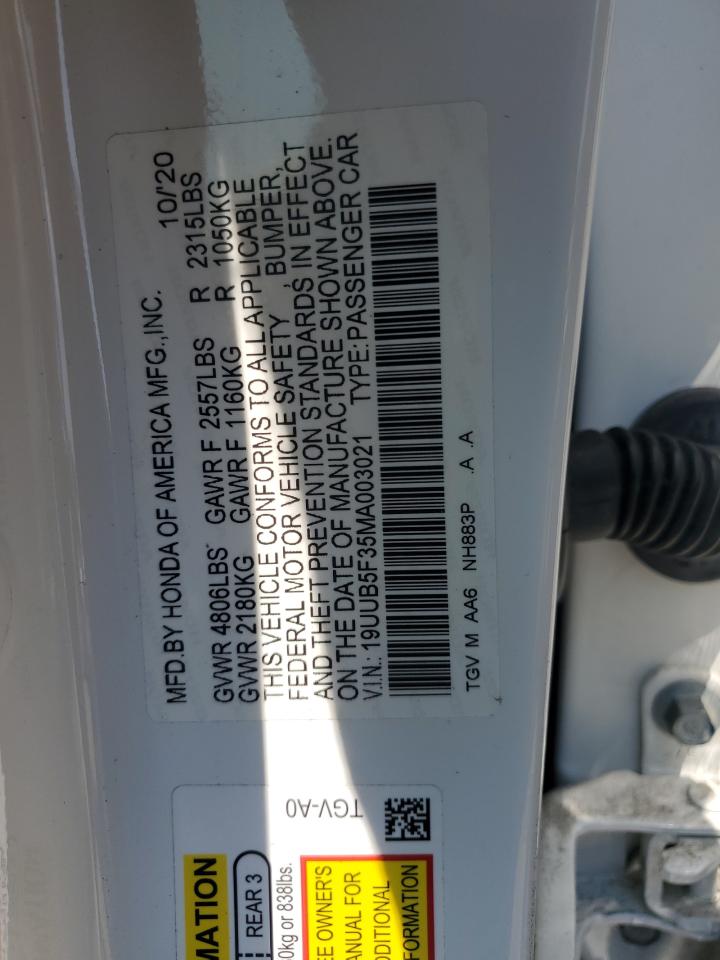 MFD.BY HONDA OF AMERICA MFG.,INC. 10/'20
GVWR 4806LBS GAWR F 2557LBS R 2315LBS
GVWR 2180KG GAWR F 1160KG R 1050KG
THIS VEHICLE CONFORMS TO ALL APPLICABLE
FEDERAL MOTOR VEHICLE SAFETY , BUMPER,
AND THEFT PREVENTION STANDARDS IN EFFECT
ON THE DATE OF MANUFACTURE SHOWN ABOVE.
V.I.N.: 19UUB5F35MA003021 TYPE:PASSENGER CAR
TGV M AA6 NH883P .A .A
TGV-A0
MATION
REAR 3
0kg or 838lbs.
EE OWNER'S
ANUAL FOR
DDITIONAL
FORMATION